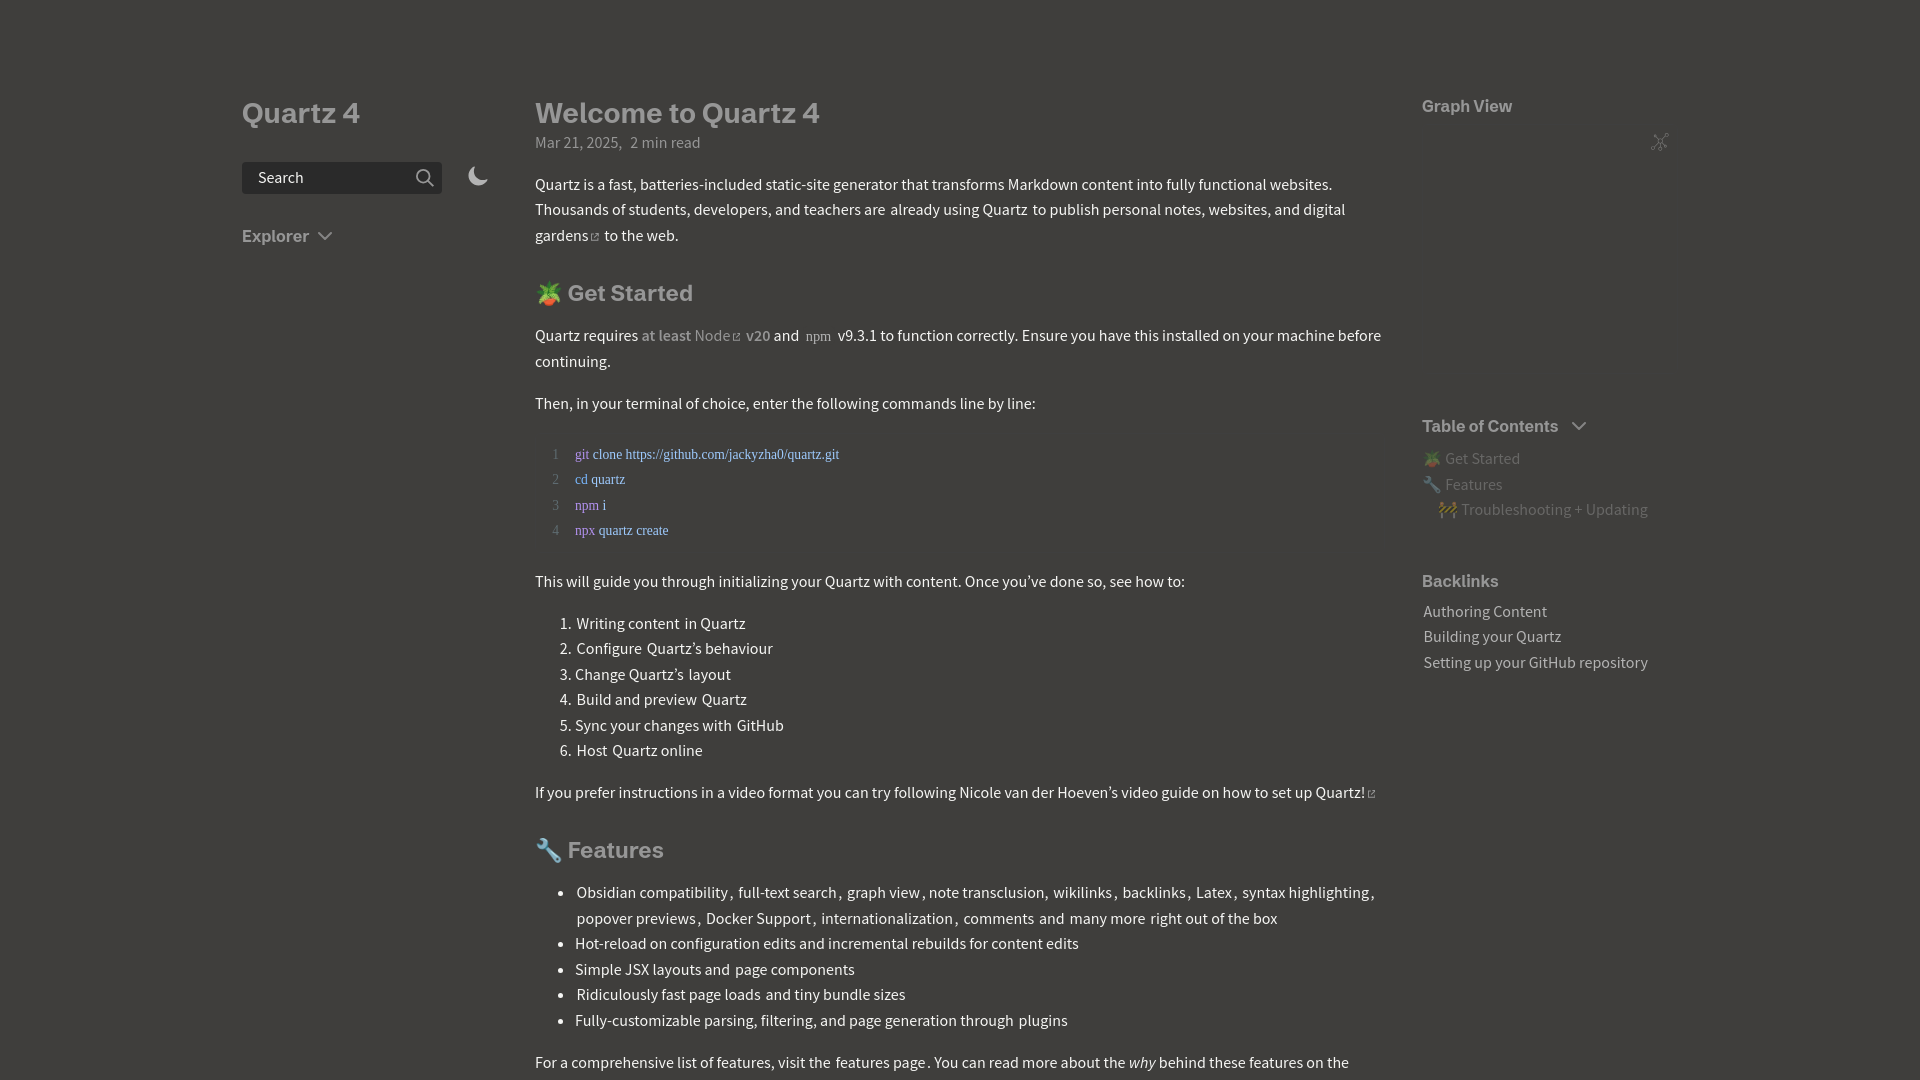 Quartz 4
Search
Explorer
Welcome to Quartz 4
Mar 21, 2025, 2 min read
Quartz is a fast, batteries-included static-site generator that transforms Markdown content into fully functional websites.
Thousands of students, developers, and teachers are already using Quartz to publish personal notes, websites, and digital
gardens to the web.
🪴 Get Started
Quartz requires at least Node v20 and npm v9.3.1 to function correctly. Ensure you have this installed on your machine before
continuing.
Then, in your terminal of choice, enter the following commands line by line:
1 git clone https://github.com/jackyzha0/quartz.git
2 cd quartz
3 npm i
4 npx quartz create
This will guide you through initializing your Quartz with content. Once you’ve done so, see how to:
1. Writing content in Quartz
2. Configure Quartz’s behaviour
3. Change Quartz’s layout
4. Build and preview Quartz
5. Sync your changes with GitHub
6. Host Quartz online
If you prefer instructions in a video format you can try following Nicole van der Hoeven’s video guide on how to set up Quartz!
🔧 Features
• Obsidian compatibility, full-text search, graph view, note transclusion, wikilinks, backlinks, Latex, syntax highlighting,
popover previews, Docker Support, internationalization, comments and many more right out of the box
• Hot-reload on configuration edits and incremental rebuilds for content edits
• Simple JSX layouts and page components
• Ridiculously fast page loads and tiny bundle sizes
• Fully-customizable parsing, filtering, and page generation through plugins
For a comprehensive list of features, visit the features page. You can read more about the why behind these features on the
Graph View
Table of Contents
🪴 Get Started
🔧 Features
🚧 Troubleshooting + Updating
Backlinks
Authoring Content
Building your Quartz
Setting up your GitHub repository